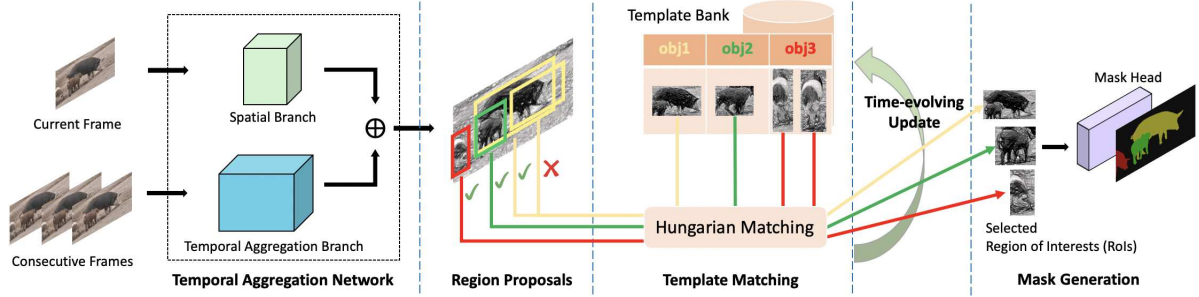 Current Frame
Consecutive Frames
Spatial Branch
Temporal Aggregation Branch
Temporal Aggregation Network
Region Proposals
Template Bank
obj1 obj2 obj3
Hungarian Matching
Template Matching
Time-evolving
Update
Selected
Region of Interests (RoIs)
Mask Head
Mask Generation